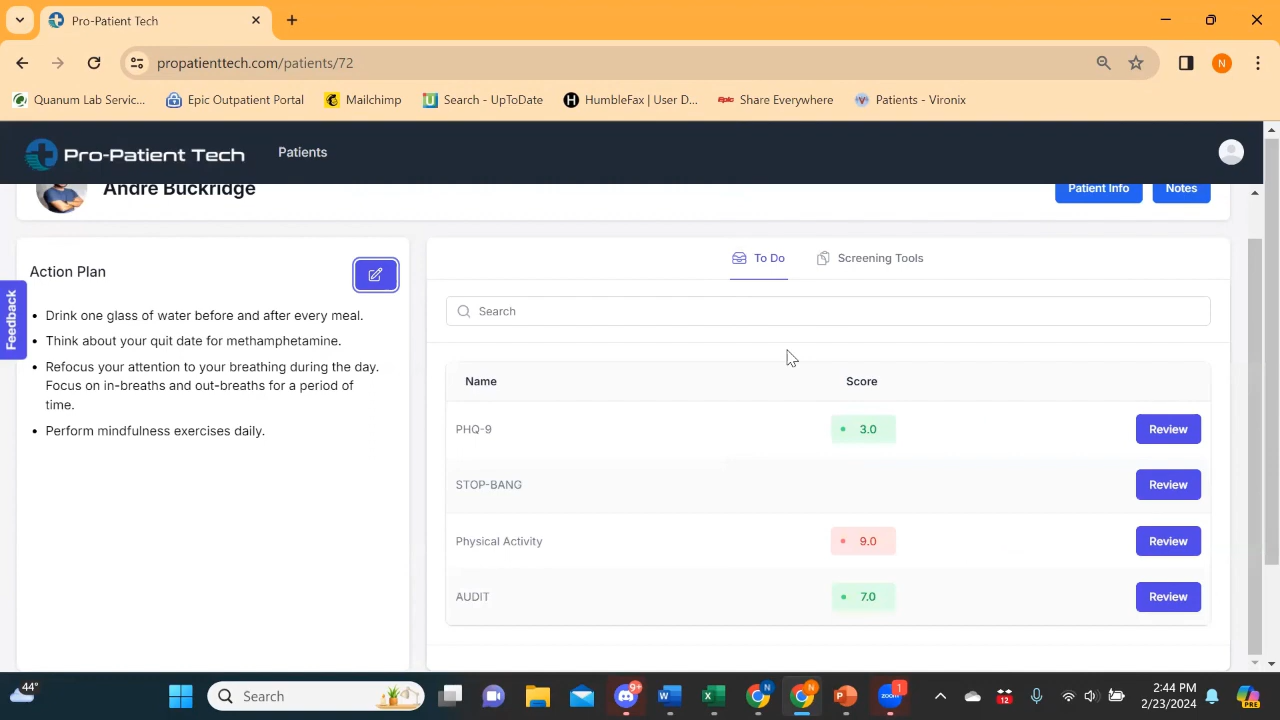 Pro-Patient Tech
propatienttech.com/patients/72
N
Quanum Lab Servic...
Epic Outpatient Portal
Mailchimp
Search - UpToDate
HumbleFax | User D...
Share Everywhere
Patients - Vironix
Pro-Patient Tech
Patients
Andre Buckridge
Patient Info
Notes
Feedback
Action Plan
Drink one glass of water before and after every meal.
Think about your quit date for methamphetamine.
Refocus your attention to your breathing during the day.
Focus on in-breaths and out-breaths for a period of
time.
Perform mindfulness exercises daily.
To Do
Screening Tools
Search
Name Score
PHQ-9 3.0 Review
STOP-BANG Review
Physical Activity 9.0 Review
AUDIT 7.0 Review
44°
Search
9+
1
12
2:44 PM
2/23/2024
PRE